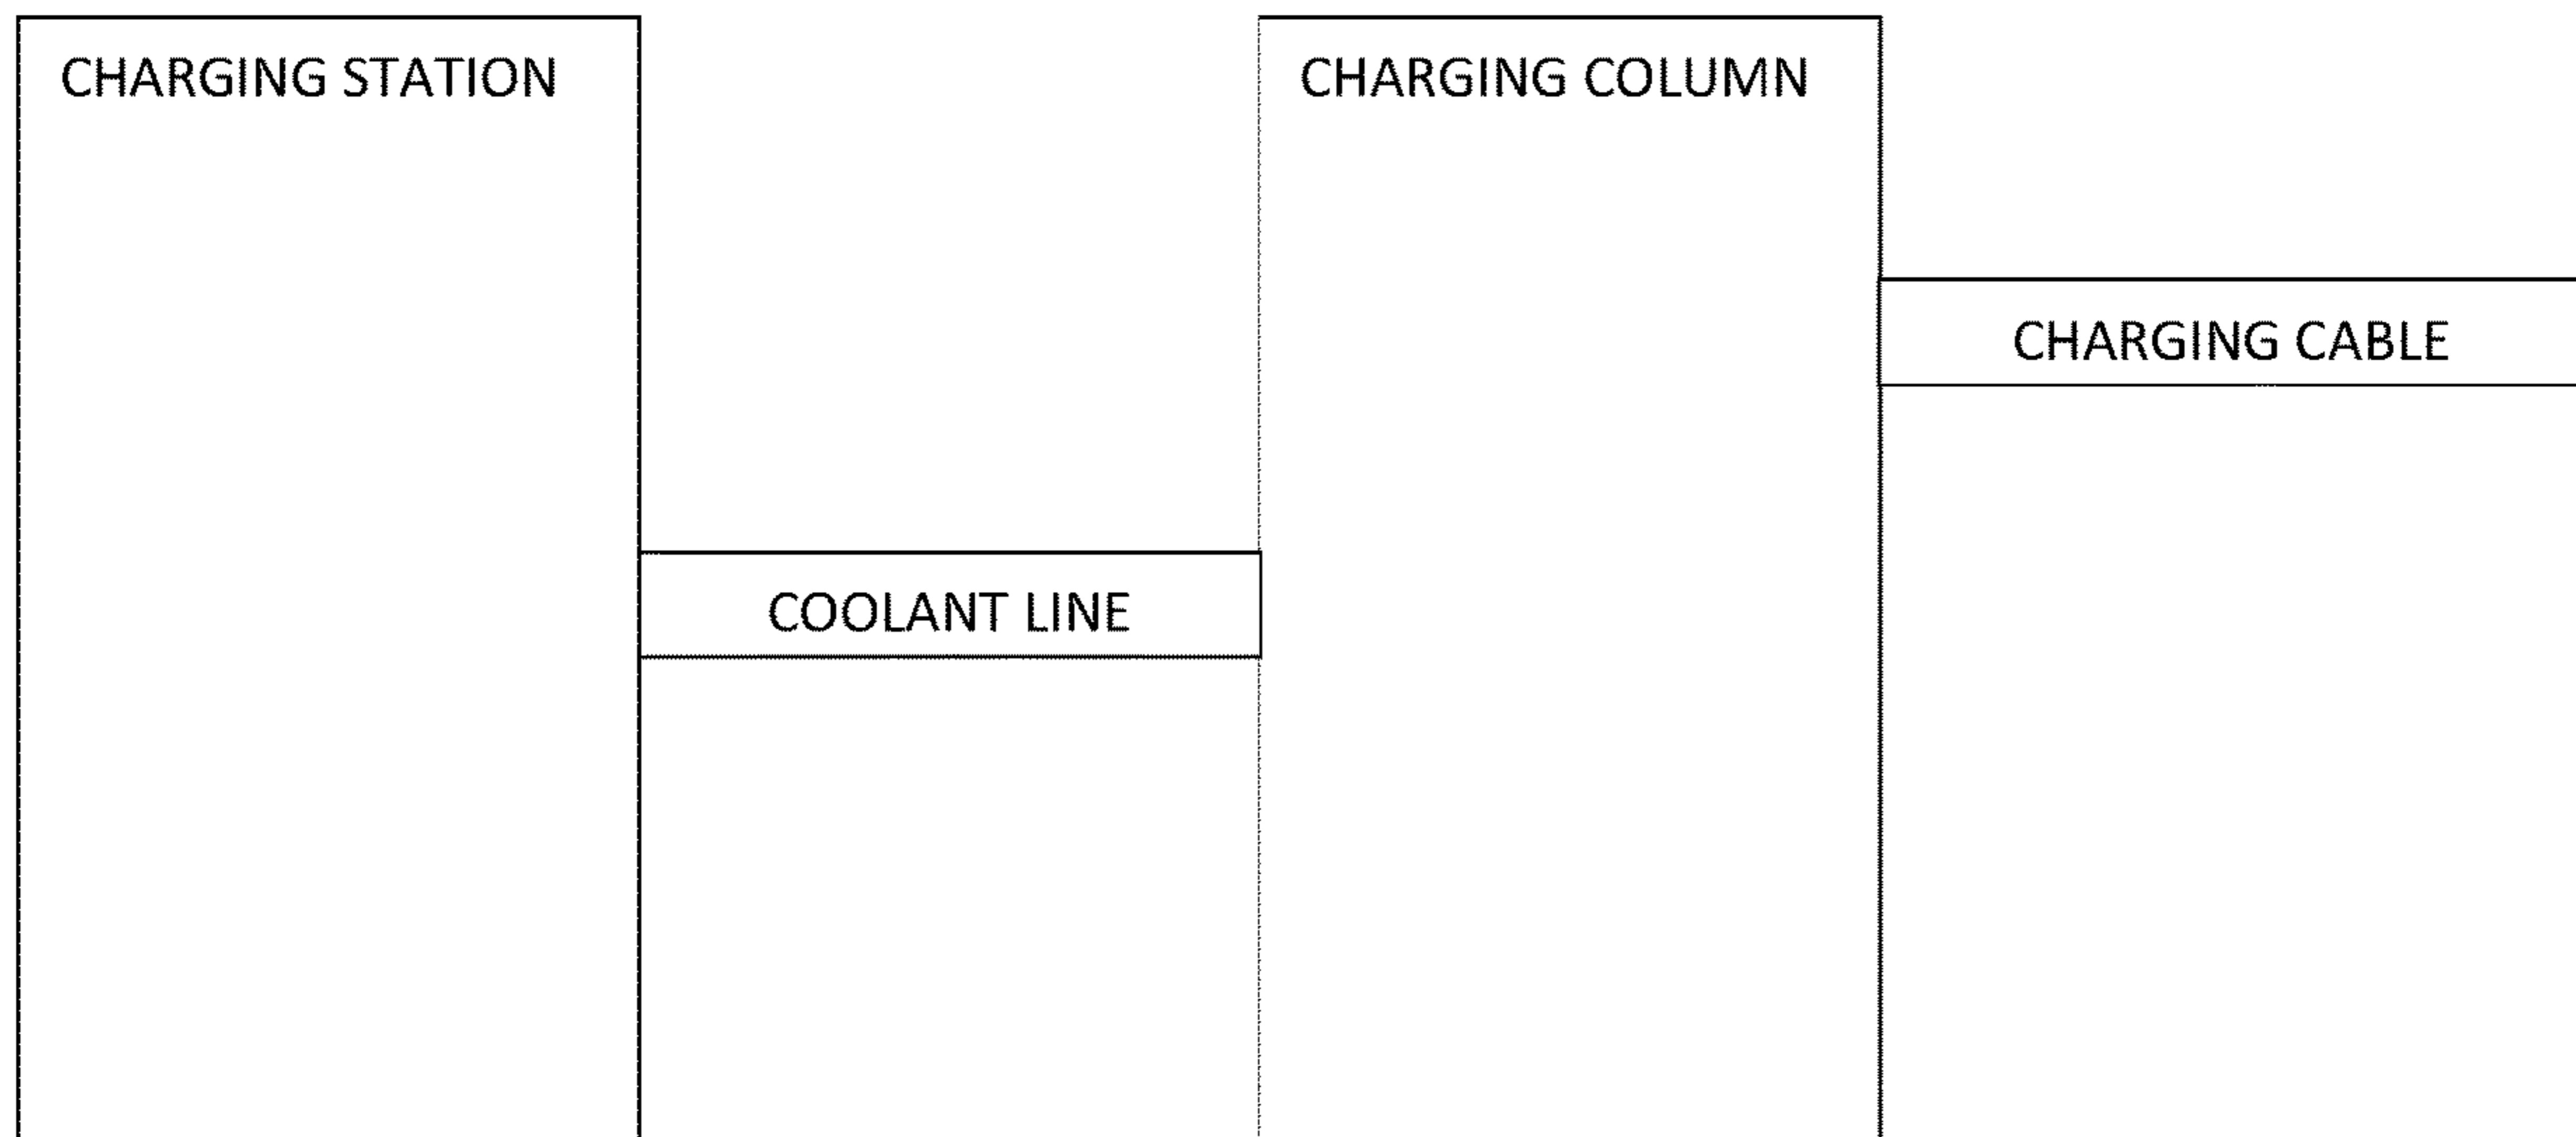 CHARGING STATION
CHARGING COLUMN
CHARGING CABLE
COOLANT LINE